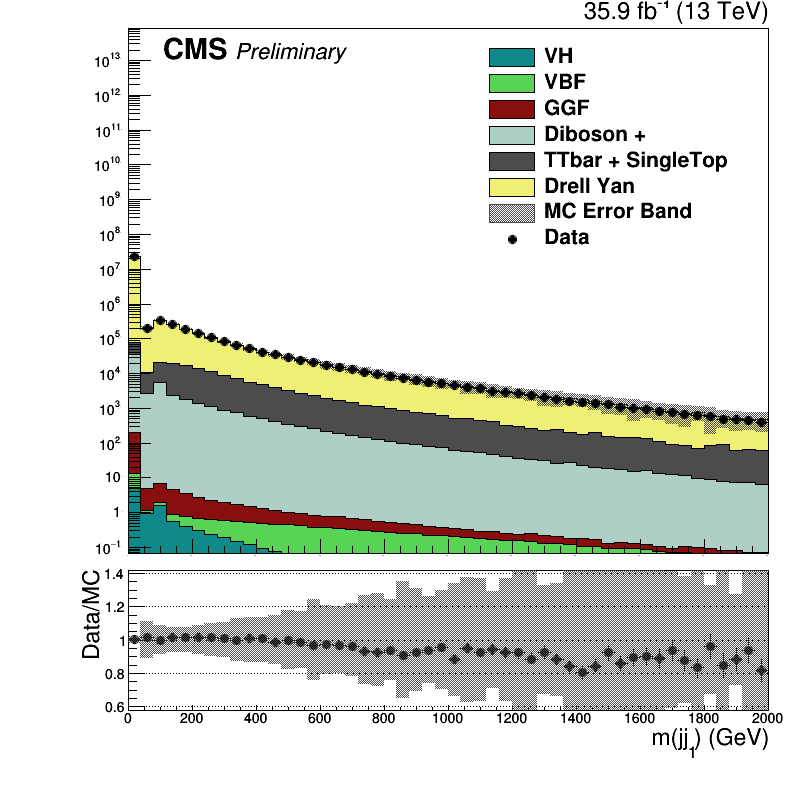 35.9 fb⁻¹ (13 TeV)
CMS Preliminary
VH
VBF
GGF
Diboson +
TTbar + SingleTop
Drell Yan
MC Error Band
Data
10¹³
10¹²
10¹¹
10¹⁰
10⁹
10⁸
10⁷
10⁶
10⁵
10⁴
10³
10²
10
1
10⁻¹
Data/MC
1.4
1.2
1
0.8
0.6
0 200 400 600 800 1000 1200 1400 1600 1800 2000
m(jj₁) (GeV)